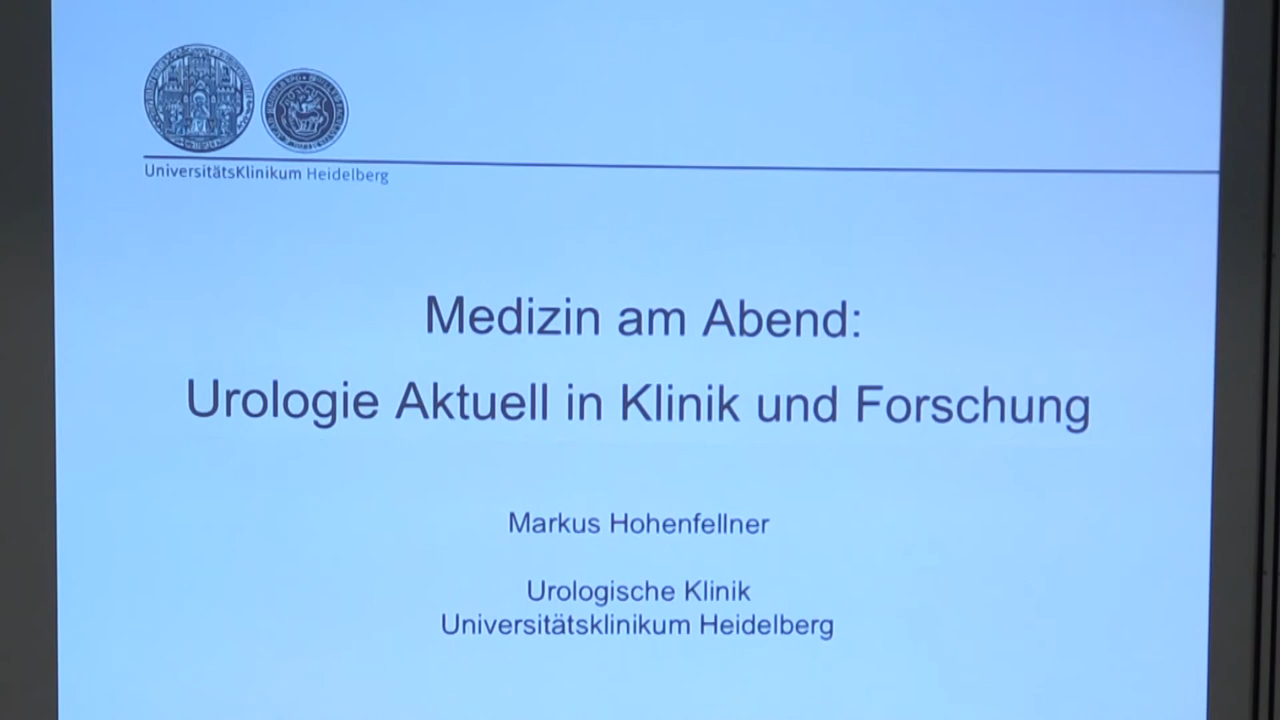 UniversitätsKlinikum Heidelberg
Medizin am Abend:
Urologie Aktuell in Klinik und Forschung
Markus Hohenfellner
Urologische Klinik
Universitätsklinikum Heidelberg